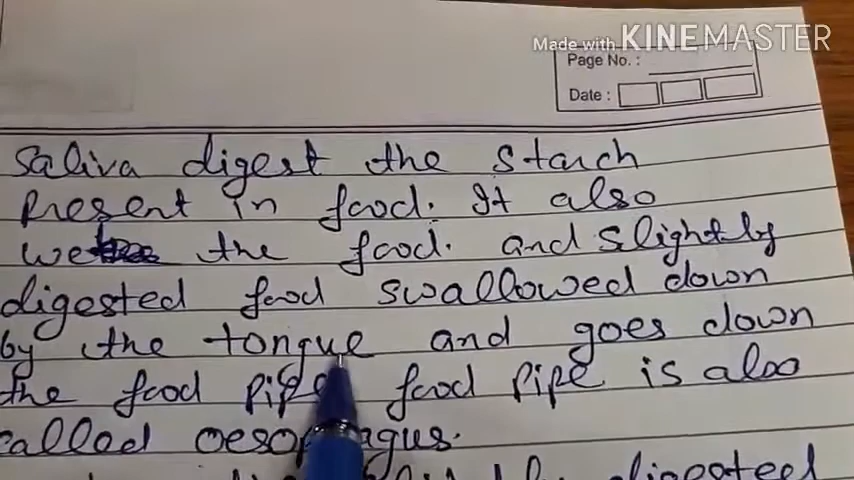 Made with KINEMASTER
Page No. :
Date :
Saliva digest the starch
Present in food. It also
wet the food. and slightly
digested food swallowed down
by the tongue and goes down
the food pipe food pipe is also
called oesophagus.
digested